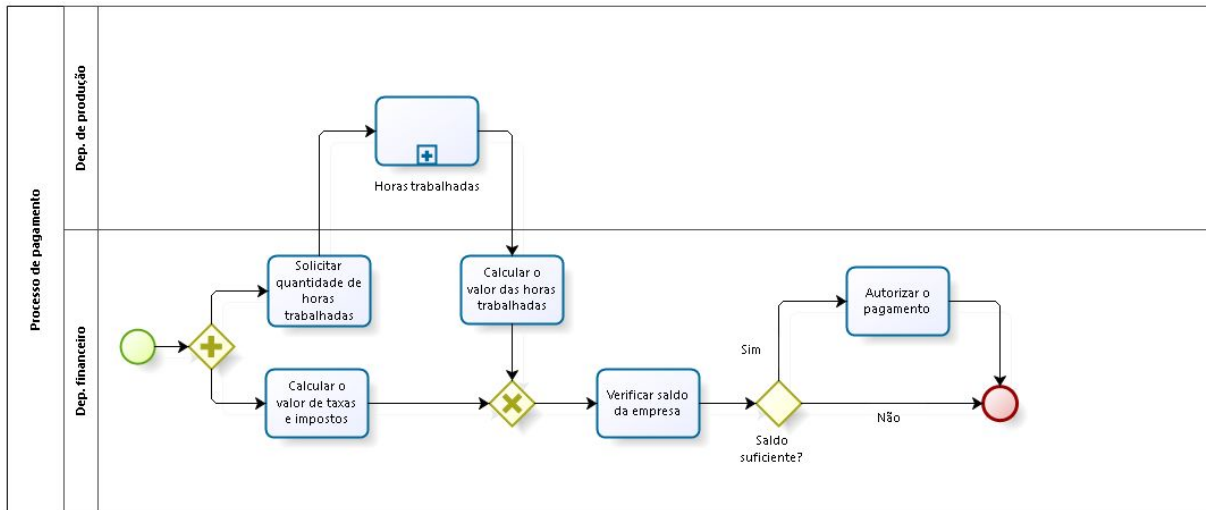 Processo de pagamento
Dep. de produção
Horas trabalhadas
Dep. financeiro
Solicitar
quantidade de
horas
trabalhadas
Calcular o
valor das horas
trabalhadas
Calcular o
valor de taxas
e impostos
Verificar saldo
da empresa
Saldo
suficiente?
Sim
Autorizar o
pagamento
Não